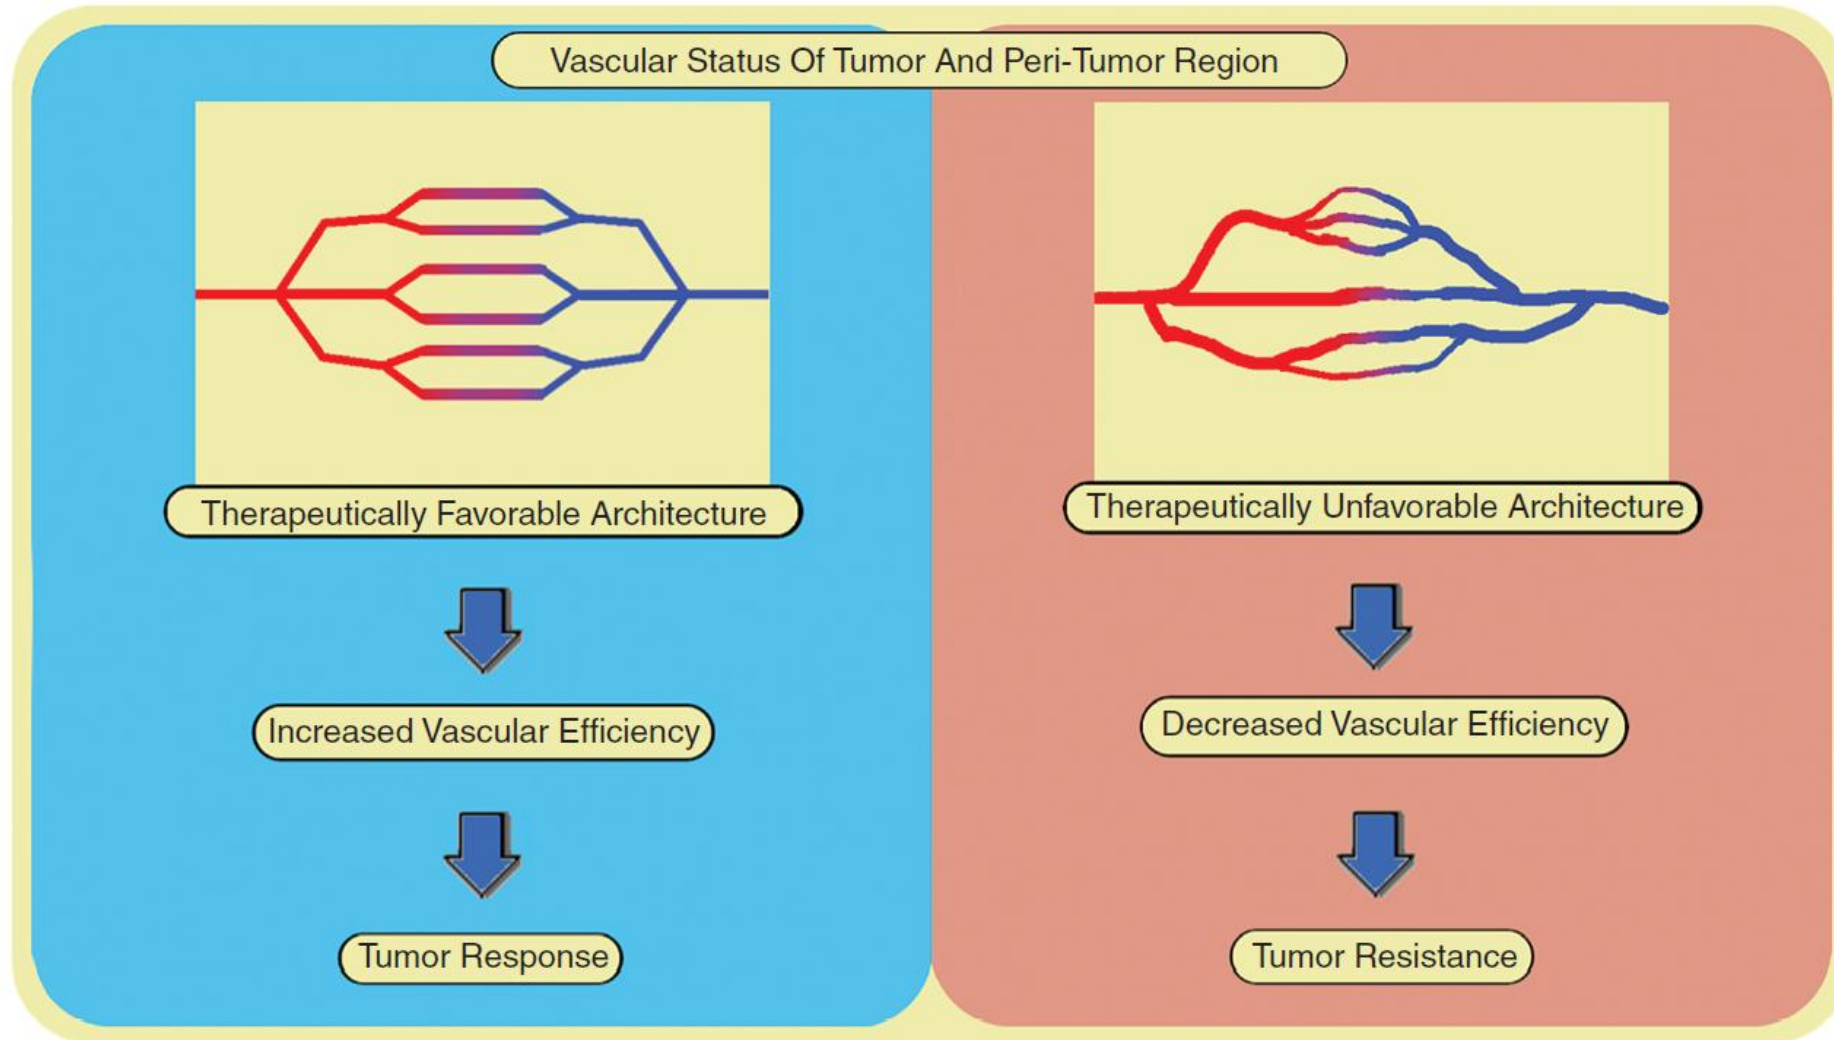 Vascular Status Of Tumor And Peri-Tumor Region
Therapeutically Favorable Architecture
Increased Vascular Efficiency
Tumor Response
Therapeutically Unfavorable Architecture
Decreased Vascular Efficiency
Tumor Resistance